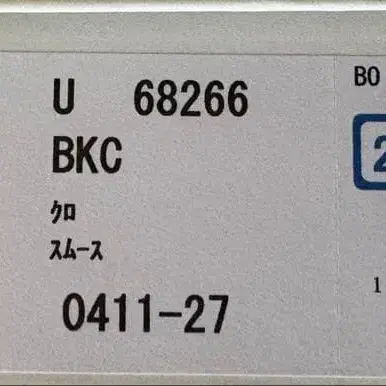 U 68266
BKC
ｸﾛ
ｽﾑｰｽ
0411-27
BO
2
1